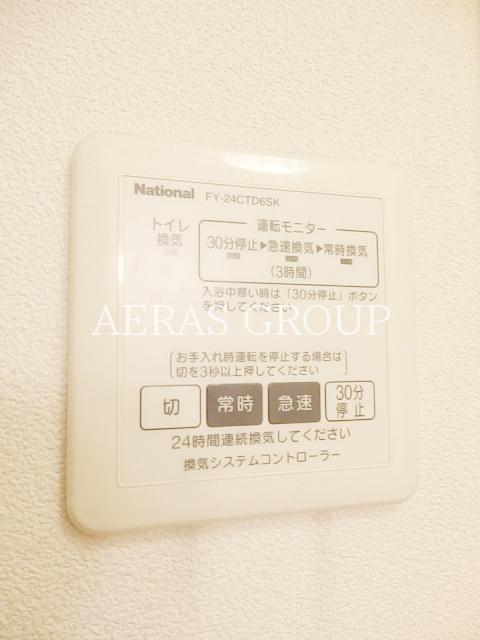 National FY-24CTD6SK
トイレ
換気
運転モニター
30分停止▶急速換気▶常時換気
(3時間)
入浴中寒い時は「30分停止」ボタン
を押してください
AERAS GROUP
お手入れ時運転を停止する場合は
切を3秒以上押してください
切 常時 急速 30分
停止
24時間連続換気してください
換気システムコントローラー